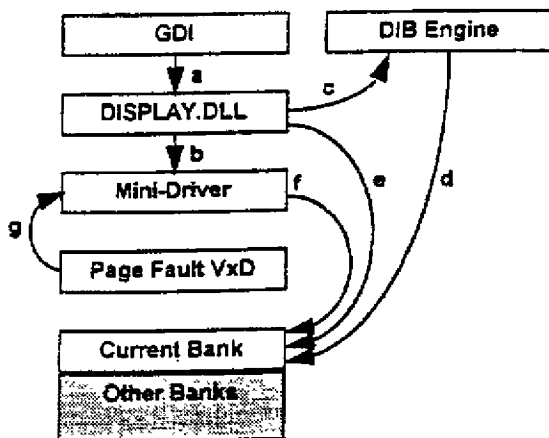 GDI
DIB Engine
a
c
DISPLAY.DLL
b
Mini-Driver
f
e
d
g
Page Fault VxD
Current Bank
Other Banks